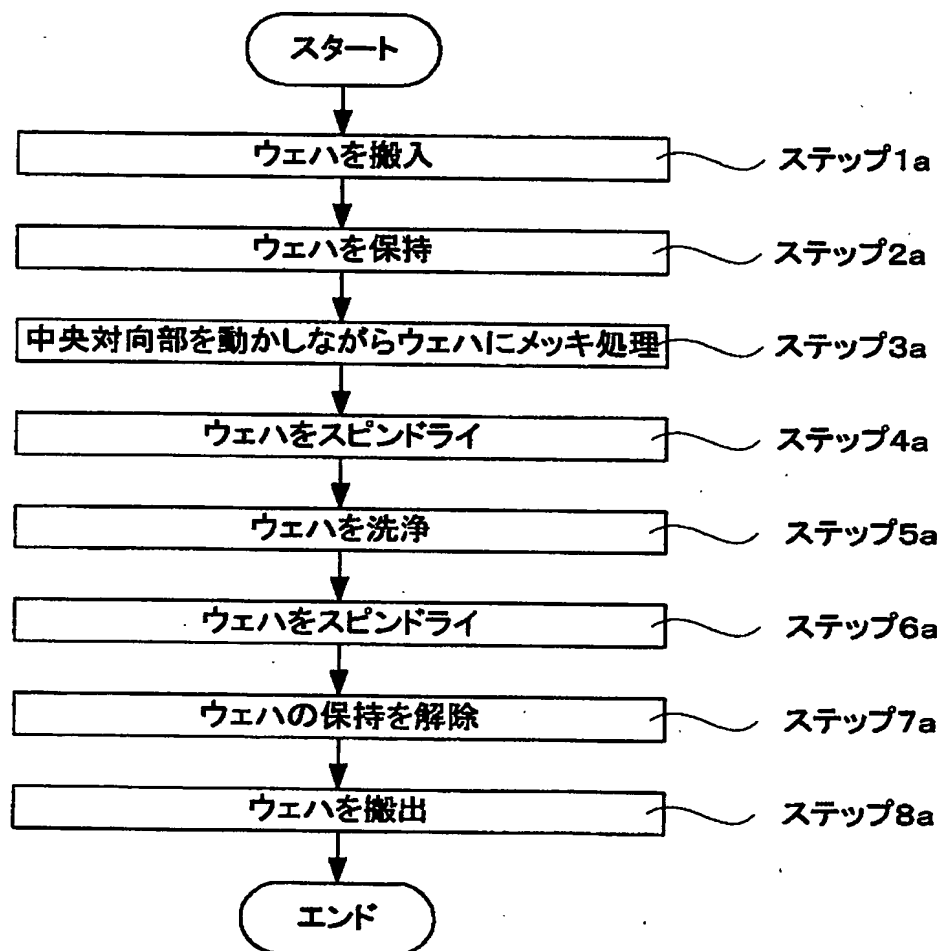 スタート
ウェハを搬入
ステップ1a
ウェハを保持
ステップ2a
中央対向部を動かしながらウェハにメッキ処理
ステップ3a
ウェハをスピンドライ
ステップ4a
ウェハを洗浄
ステップ5a
ウェハをスピンドライ
ステップ6a
ウェハの保持を解除
ステップ7a
ウェハを搬出
ステップ8a
エンド